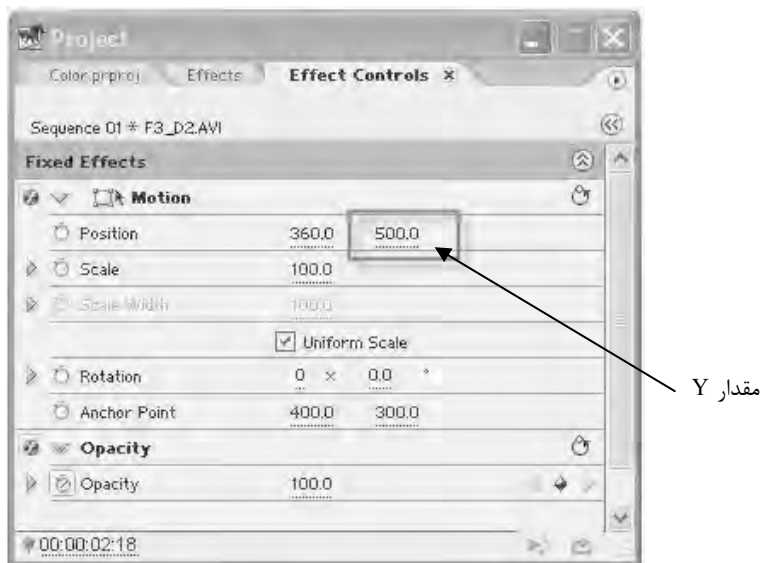 Project
Color.prproj Effects Effect Controls ×
Sequence 01 * F3_D2.AVI
Fixed Effects
Motion
Position 360.0 500.0
Scale 100.0
Scale Width 100.0
Uniform Scale
Rotation 0 × 0.0 °
Anchor Point 400.0 300.0
مقدار Y
Opacity
Opacity 100.0
00:00:02:18